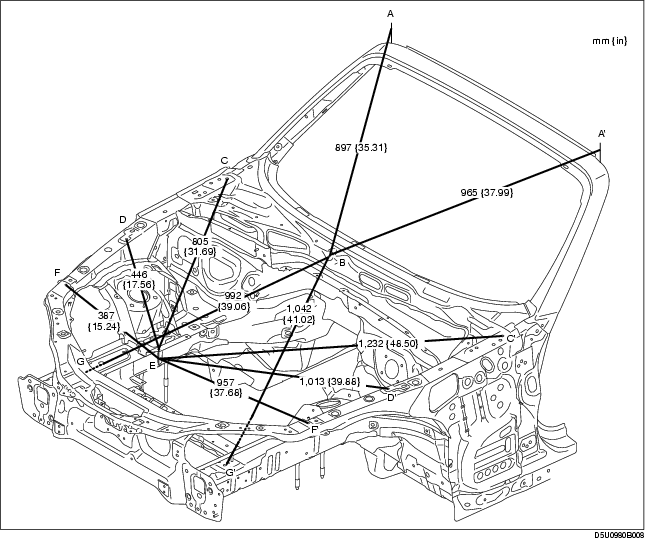 A
mm {in}
A'
897 {35.31}
C
965 {37.99}
D
805
{31.69}
B
F
446
{17.56}
992
{39.06}
1,042
{41.02}
387
{15.24}
1,232 {48.50}
C'
G
E
957
{37.68}
1,013 {39.88}
D'
F'
G'
D5U0980B008